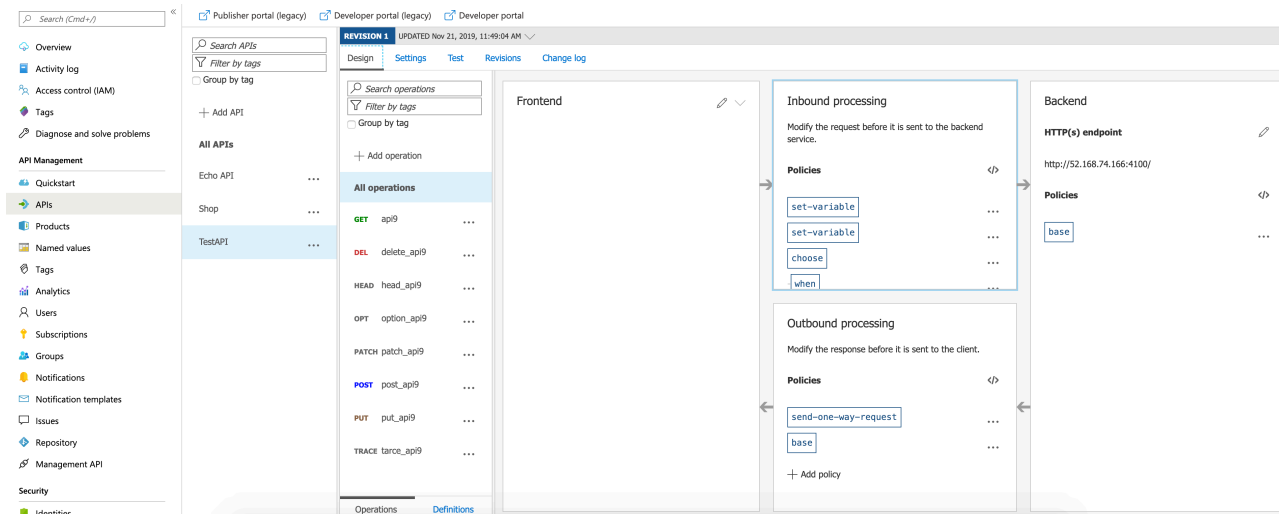 Search (Cmd+/)
«
Overview
Activity log
Access control (IAM)
Tags
Diagnose and solve problems
API Management
Quickstart
APIs
Products
Named values
Tags
Analytics
Users
Subscriptions
Groups
Notifications
Notification templates
Issues
Repository
Management API
Security
Identities
Publisher portal (legacy)
Developer portal (legacy)
Developer portal
Search APIs
Filter by tags
Group by tag
Add API
All APIs
Echo API
Shop
TestAPI
REVISION 1 UPDATED Nov 21, 2019, 11:49:04 AM
Design Settings Test Revisions Change log
Search operations
Filter by tags
Group by tag
Add operation
All operations
GET api9
DEL delete_api9
HEAD head_api9
OPT option_api9
PATCH patch_api9
POST post_api9
PUT put_api9
TRACE tarce_api9
Operations Definitions
Frontend
Inbound processing
Modify the request before it is sent to the backend
service.
Policies </>
set-variable
set-variable
choose
when
Outbound processing
Modify the response before it is sent to the client.
Policies </>
send-one-way-request
base
Add policy
Backend
HTTP(s) endpoint
http://52.168.74.166:4100/
Policies </>
base